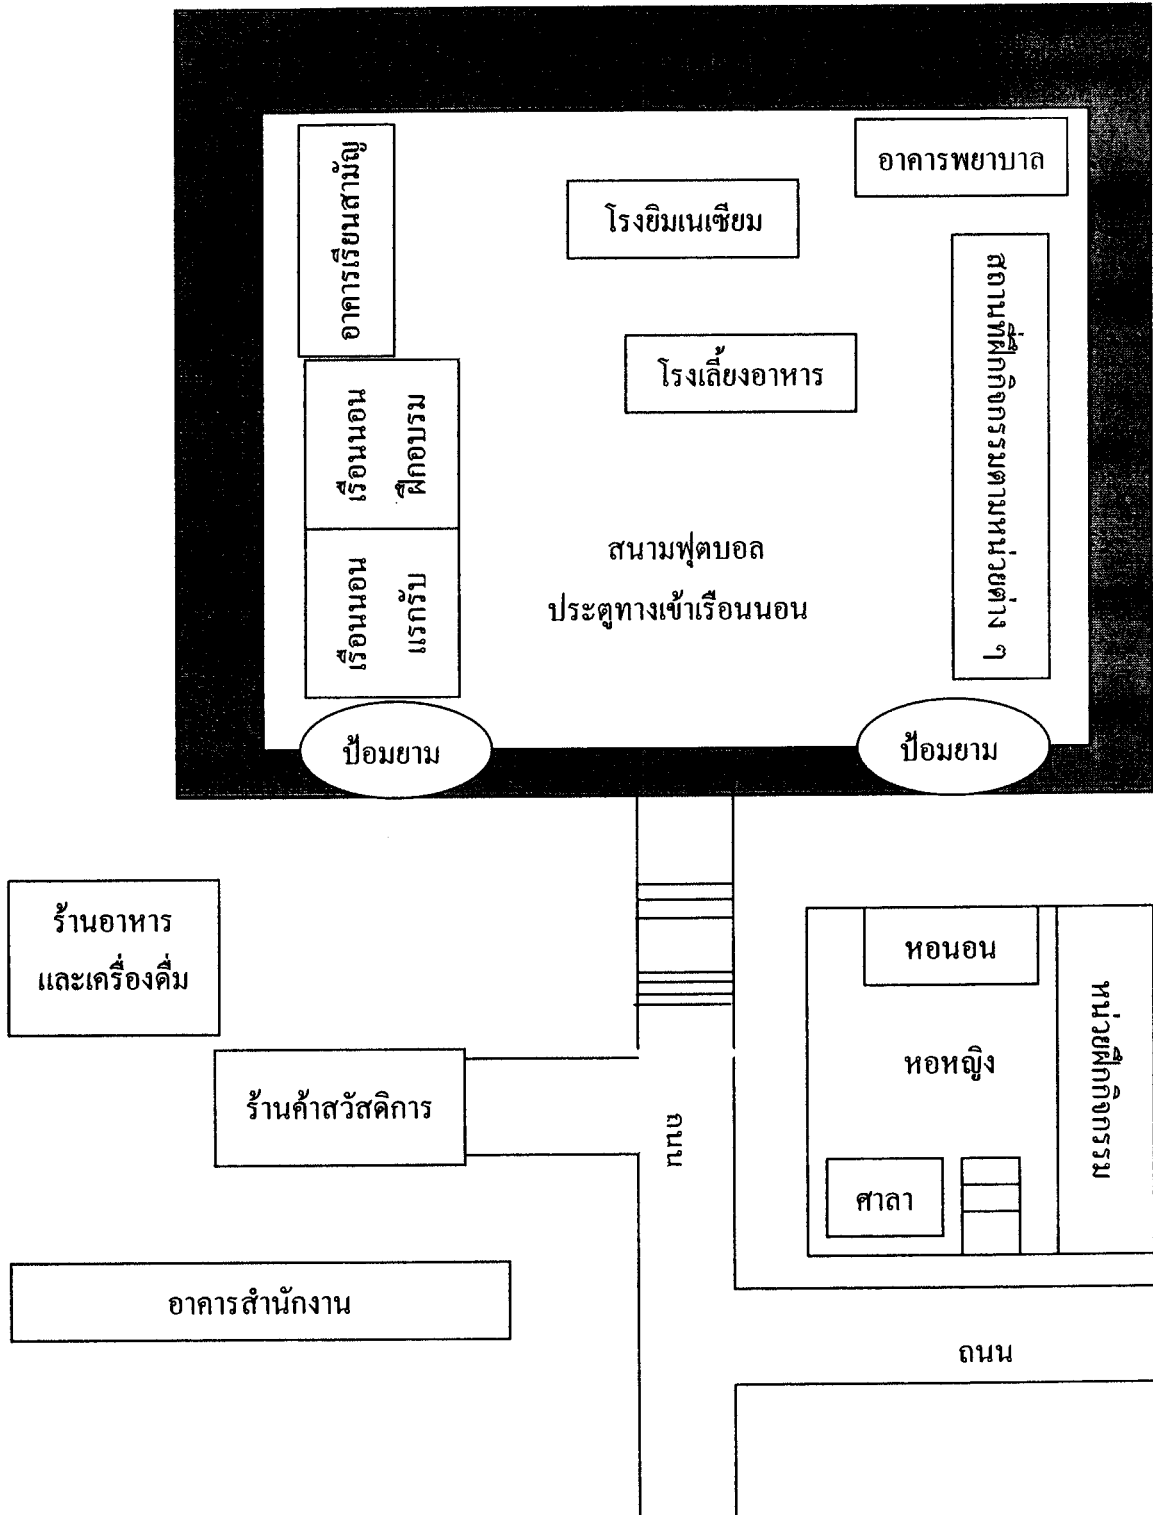 อาคารพยาบาล
อาคารเรียนสามัญ
โรงยิมเนเซียม
สถานที่ฝึกกิจกรรมตามหน่วยต่าง ๆ
โรงเลี้ยงอาหาร
เรือนนอน
ฝึกอบรม
สนามฟุตบอล
ประตูทางเข้าเรือนนอน
เรือนนอน
แรกรับ
ป้อมยาม
ป้อมยาม
ร้านอาหาร
และเครื่องดื่ม
หอนอน
หน่วยฝึกกิจกรรม
หอหญิง
ร้านค้าสวัสดิการ
ถนน
ศาลา
อาคารสำนักงาน
ถนน